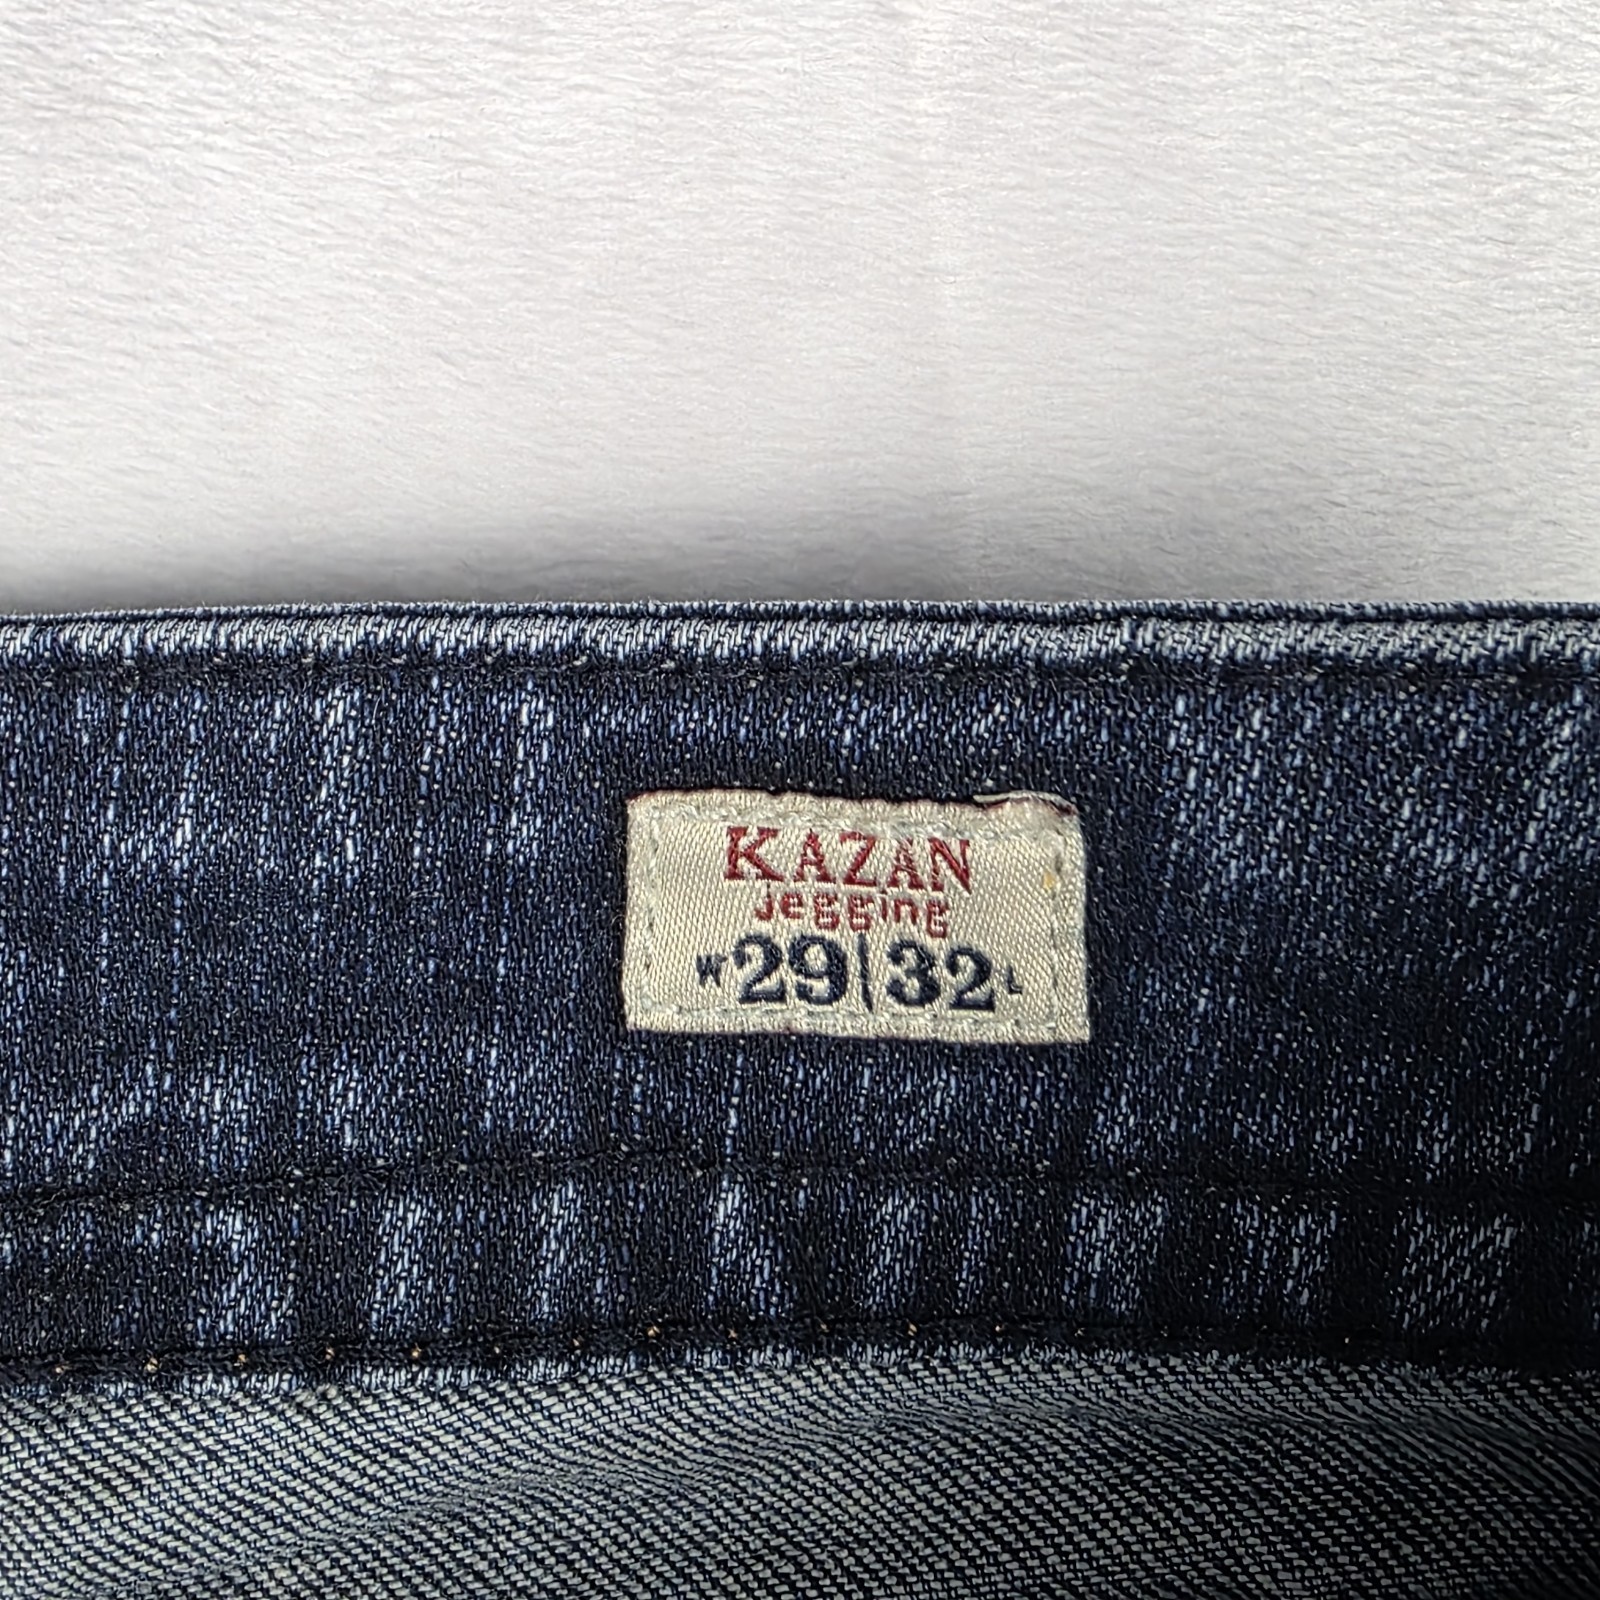 KAZAN
Jegging
W 29|32 L